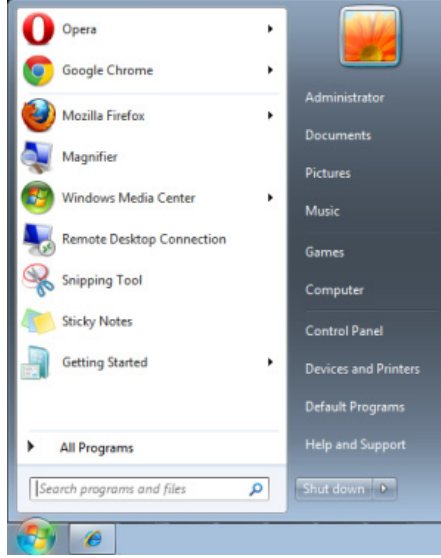 Opera
Google Chrome
Mozilla Firefox
Magnifier
Windows Media Center
Remote Desktop Connection
Snipping Tool
Sticky Notes
Getting Started
All Programs
Search programs and files
Administrator
Documents
Pictures
Music
Games
Computer
Control Panel
Devices and Printers
Default Programs
Help and Support
Shut down